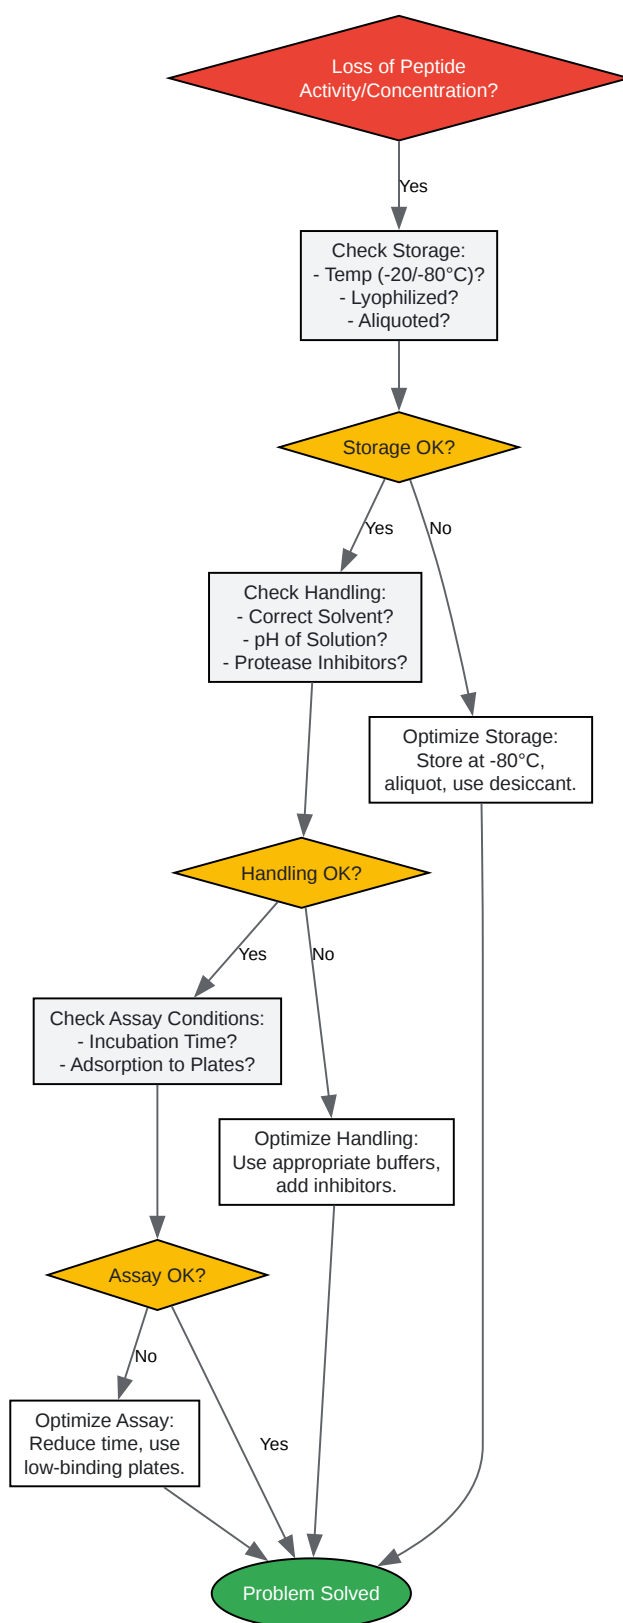 Loss of Peptide
Activity/Concentration?
Yes
Check Storage:
- Temp (-20/-80°C)?
- Lyophilized?
- Aliquoted?
Storage OK?
Yes
No
Check Handling:
- Correct Solvent?
- pH of Solution?
- Protease Inhibitors?
Optimize Storage:
Store at -80°C,
aliquot, use desiccant.
Handling OK?
Yes
No
Check Assay Conditions:
- Incubation Time?
- Adsorption to Plates?
Optimize Handling:
Use appropriate buffers,
add inhibitors.
Assay OK?
No
Yes
Optimize Assay:
Reduce time, use
low-binding plates.
Problem Solved